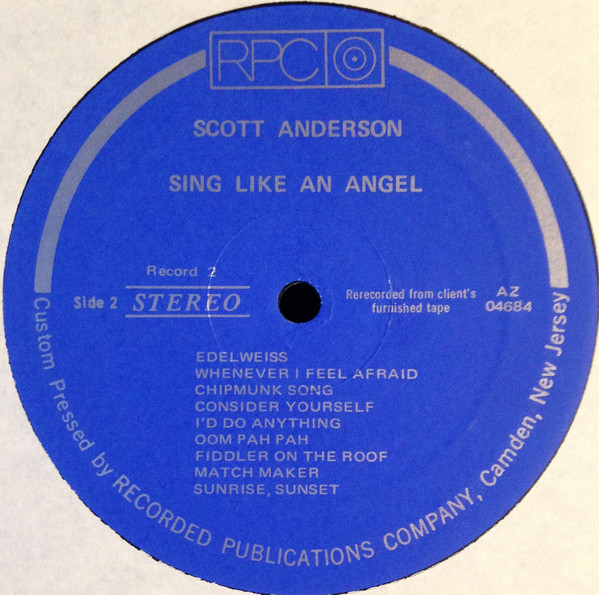 RPC
SCOTT ANDERSON
SING LIKE AN ANGEL
Record 2
Side 2 STEREO
Rerecorded from client's
furnished tape
AZ
04684
EDELWEISS
WHENEVER I FEEL AFRAID
CHIPMUNK SONG
CONSIDER YOURSELF
I'D DO ANYTHING
OOM PAH PAH
FIDDLER ON THE ROOF
MATCH MAKER
SUNRISE, SUNSET
Custom Pressed by RECORDED PUBLICATIONS COMPANY, Camden, New Jersey